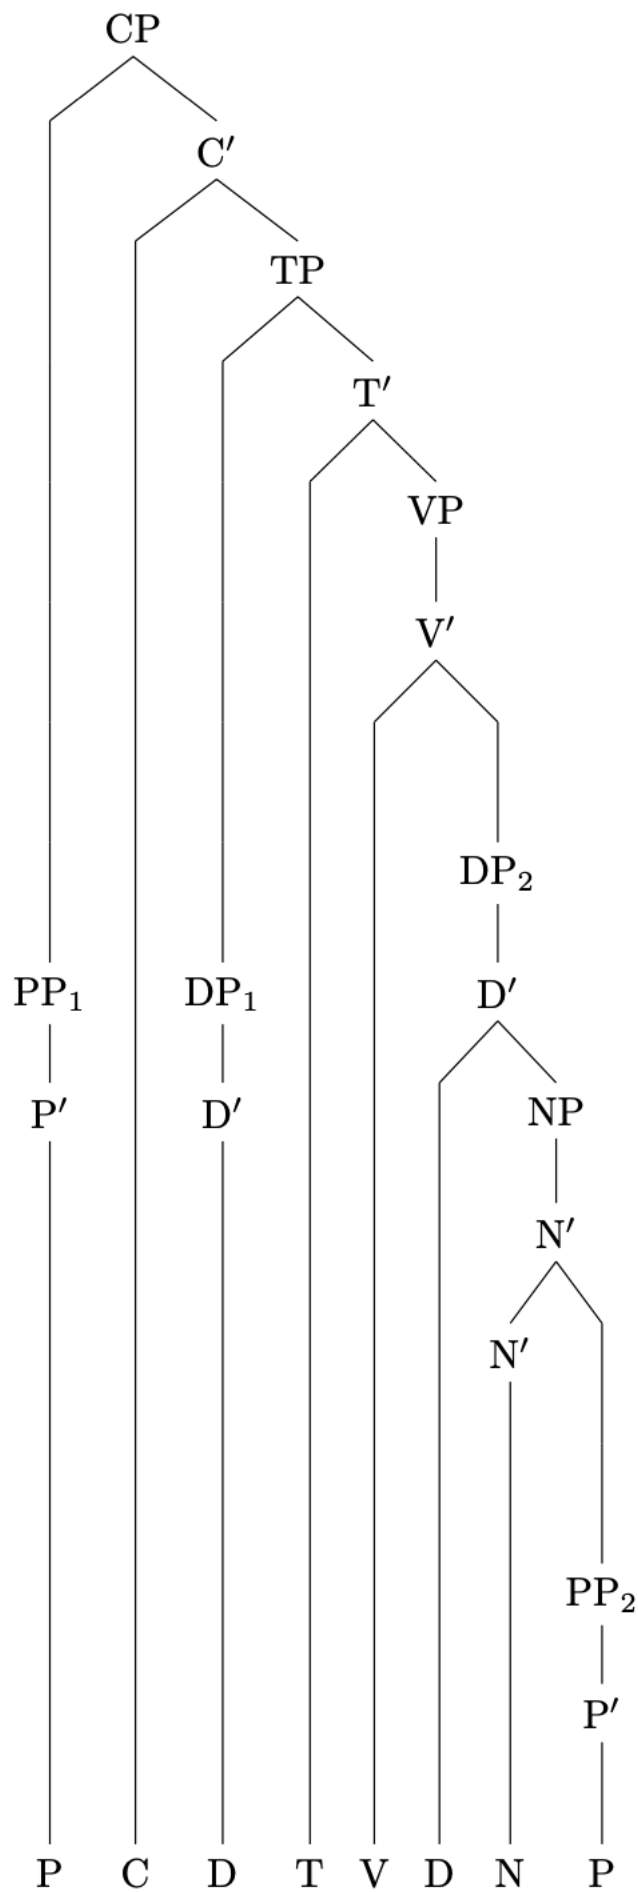 CP
C′
TP
T′
VP
V′
DP₂
PP₁ DP₁ D′
P′ D′ NP
N′
N′
PP₂
P′
P C D T V D N P